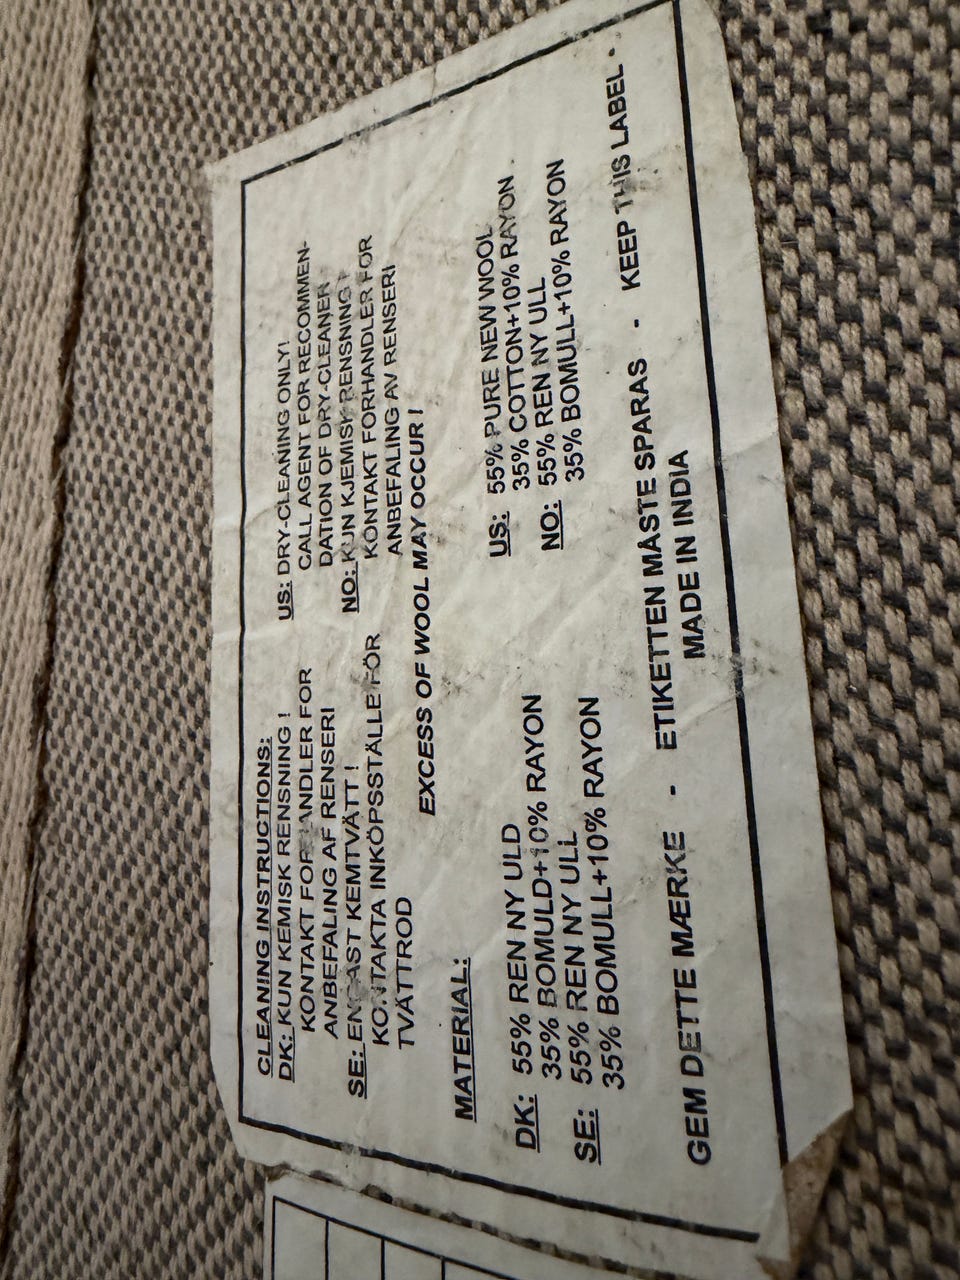 CLEANING INSTRUCTIONS:
DK: KUN KEMISK RENSNING !
KONTAKT FORHANDLER FOR
ANBEFALING AF RENSERI
SE: ENDAST KEMTVÄTT !
KONTAKTA INKÖPSSTÄLLE FÖR
TVÄTTROD
US: DRY-CLEANING ONLY!
CALL AGENT FOR RECOMMEN-
DATION OF DRY-CLEANER
NO: KUN KJEMISK RENSNING !
KONTAKT FORHANDLER FOR
ANBEFALING AV RENSERI
EXCESS OF WOOL MAY OCCUR !
MATERIAL:
DK: 55% REN NY ULD
35% BOMULD+10% RAYON
SE: 55% REN NY ULL
35% BOMULL+10% RAYON
US: 55% PURE NEW WOOL
35% COTTON+10% RAYON
NO: 55% REN NY ULL
35% BOMULL+10% RAYON
GEM DETTE MÆRKE - ETIKETTEN MÅSTE SPARAS - KEEP THIS LABEL -
MADE IN INDIA